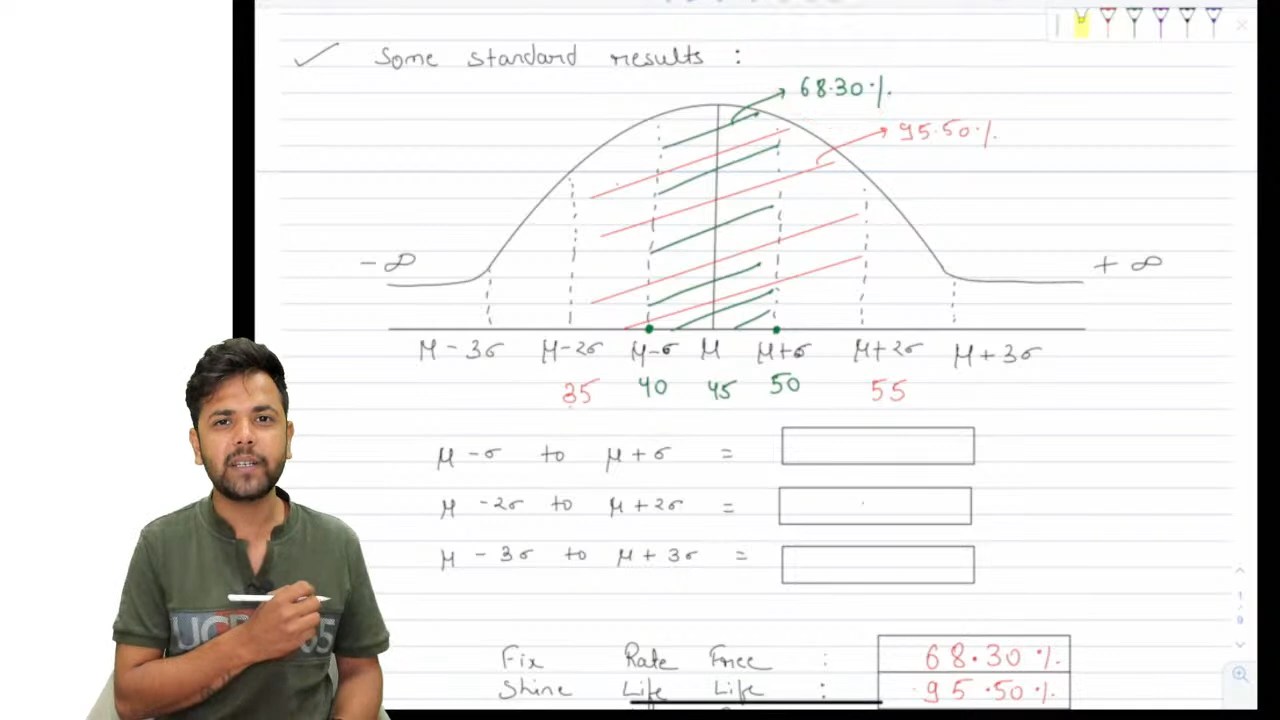 ✓ Some standard results :
68.30%.
95.50%.
- ∞ + ∞
μ - 3σ μ - 2σ μ-σ μ μ+σ μ+2σ μ+3σ
35 40 45 50 55
μ - σ to μ + σ =
μ - 2σ to μ + 2σ =
μ - 3σ to μ + 3σ =
Fix Rate Free : 68.30%.
Shine Life Life : 95.50%.